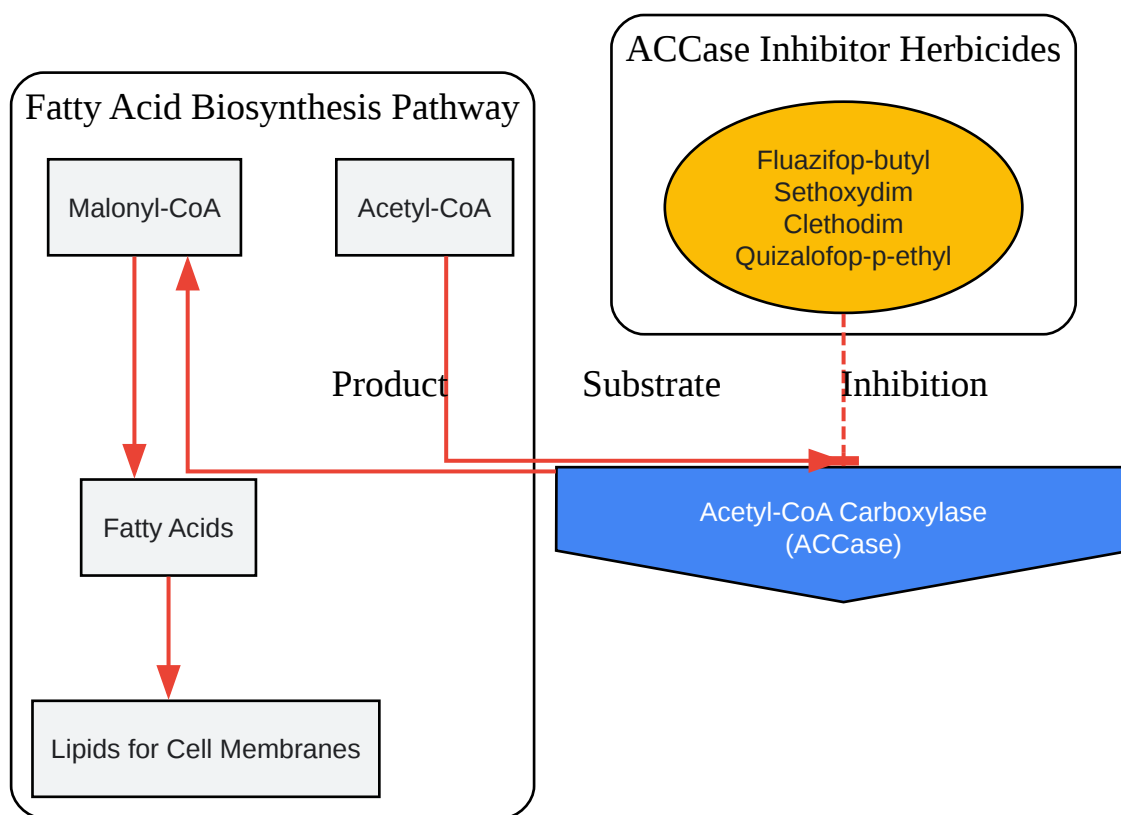 ACCase Inhibitor Herbicides
Fatty Acid Biosynthesis Pathway
Fluazifop-butyl
Sethoxydim
Clethodim
Quizalofop-p-ethyl
Malonyl-CoA
Acetyl-CoA
Product
Substrate
Inhibition
Fatty Acids
Acetyl-CoA Carboxylase
(ACCase)
Lipids for Cell Membranes